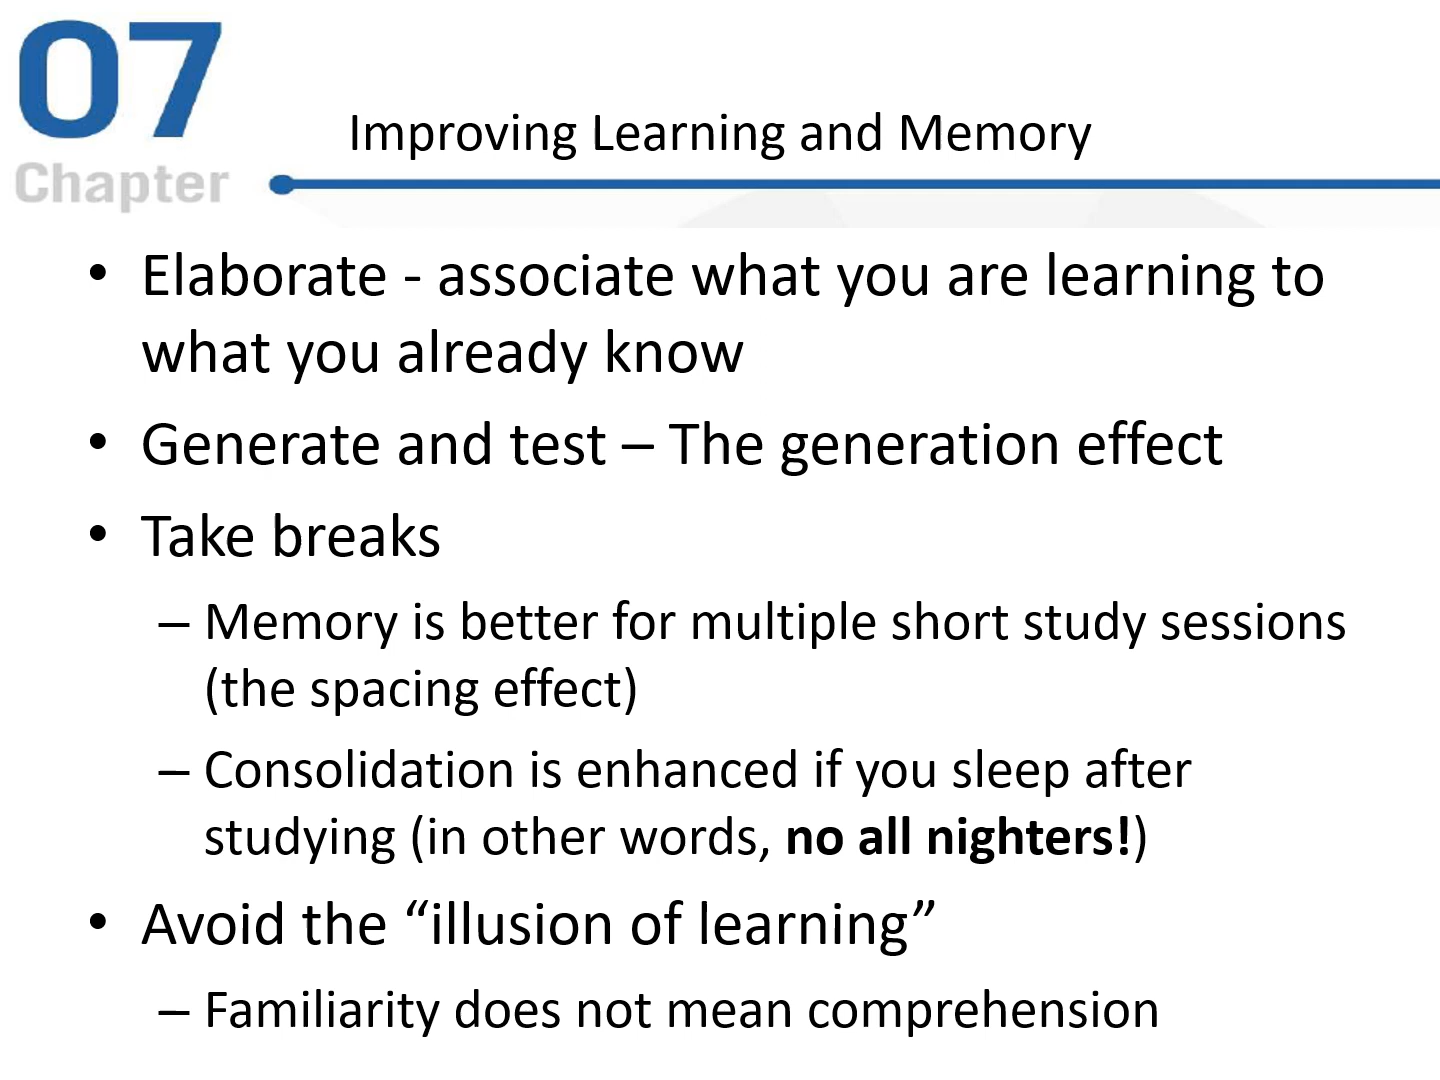 07
Chapter
Improving Learning and Memory
• Elaborate - associate what you are learning to
what you already know
• Generate and test – The generation effect
• Take breaks
– Memory is better for multiple short study sessions
(the spacing effect)
– Consolidation is enhanced if you sleep after
studying (in other words, no all nighters!)
• Avoid the “illusion of learning”
– Familiarity does not mean comprehension